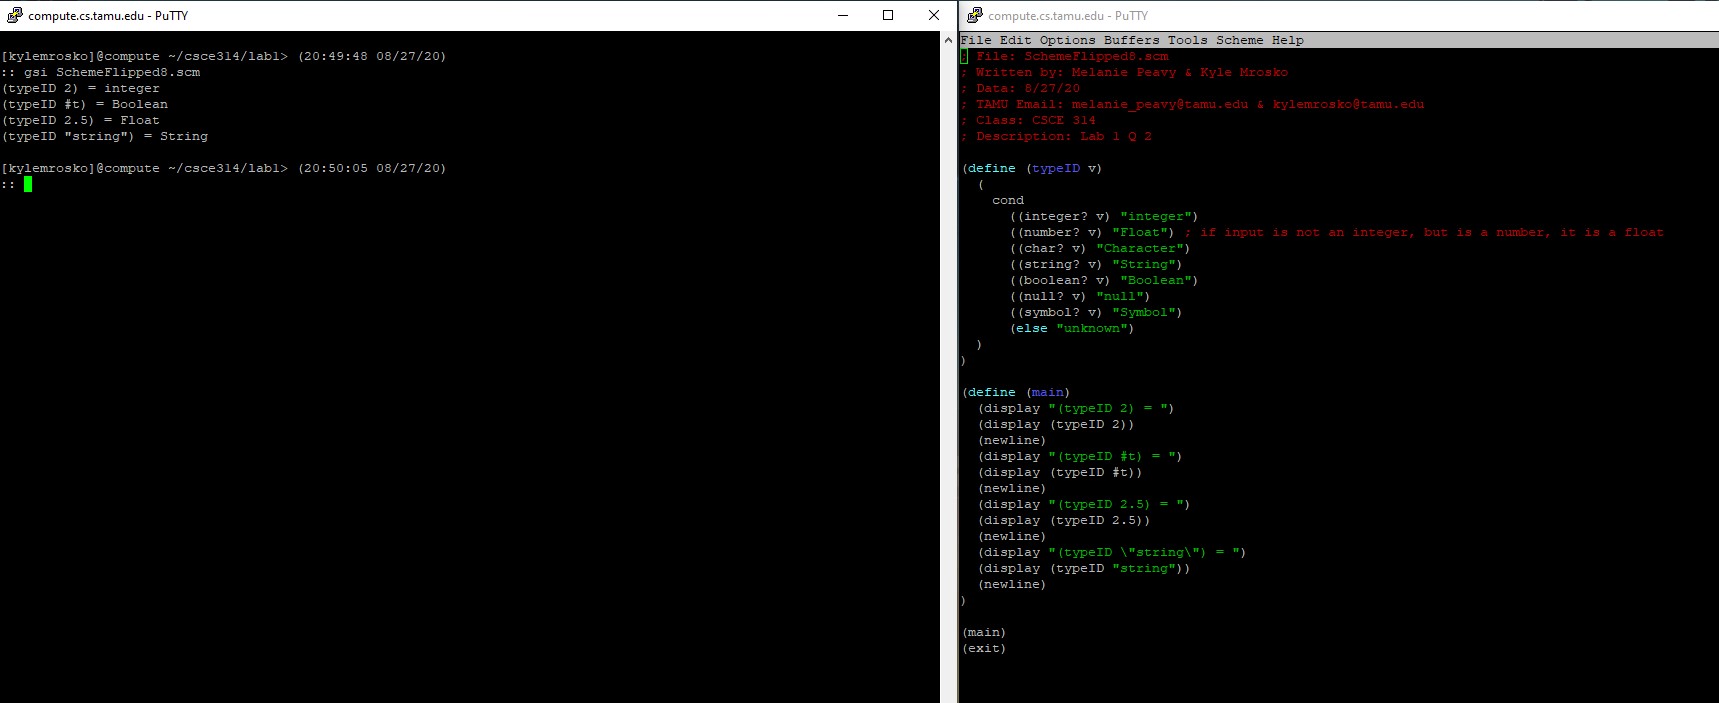 compute.cs.tamu.edu - PuTTY
[kylemrosko]@compute ~/csce314/lab1> (20:49:48 08/27/20)
:: gsi SchemeFlipped8.scm
(typeID 2) = integer
(typeID #t) = Boolean
(typeID 2.5) = Float
(typeID "string") = String
[kylemrosko]@compute ~/csce314/lab1> (20:50:05 08/27/20)
::
compute.cs.tamu.edu - PuTTY
File Edit Options Buffers Tools Scheme Help
; File: SchemeFlipped8.scm
; Written by: Melanie Peavy & Kyle Mrosko
; Data: 8/27/20
; TAMU Email: melanie_peavy@tamu.edu & kylemrosko@tamu.edu
; Class: CSCE 314
; Description: Lab 1 Q 2
(define (typeID v)
  (
    cond
      ((integer? v) "integer")
      ((number? v) "Float") ; if input is not an integer, but is a number, it is a float
      ((char? v) "Character")
      ((string? v) "String")
      ((boolean? v) "Boolean")
      ((null? v) "null")
      ((symbol? v) "Symbol")
      (else "unknown")
  )
)
(define (main)
  (display "(typeID 2) = ")
  (display (typeID 2))
  (newline)
  (display "(typeID #t) = ")
  (display (typeID #t))
  (newline)
  (display "(typeID 2.5) = ")
  (display (typeID 2.5))
  (newline)
  (display "(typeID \"string\") = ")
  (display (typeID "string"))
  (newline)
)
(main)
(exit)